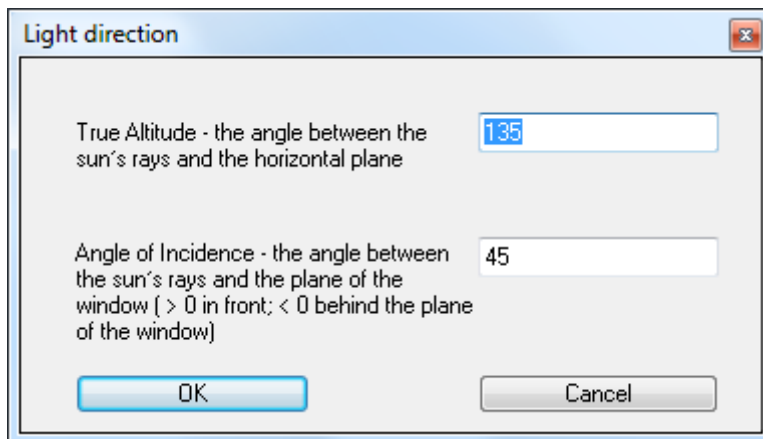 Light direction
True Altitude - the angle between the
sun´s rays and the horizontal plane
135
Angle of Incidence - the angle between
the sun´s rays and the plane of the
window ( > 0 in front; < 0 behind the plane
of the window)
45
OK
Cancel